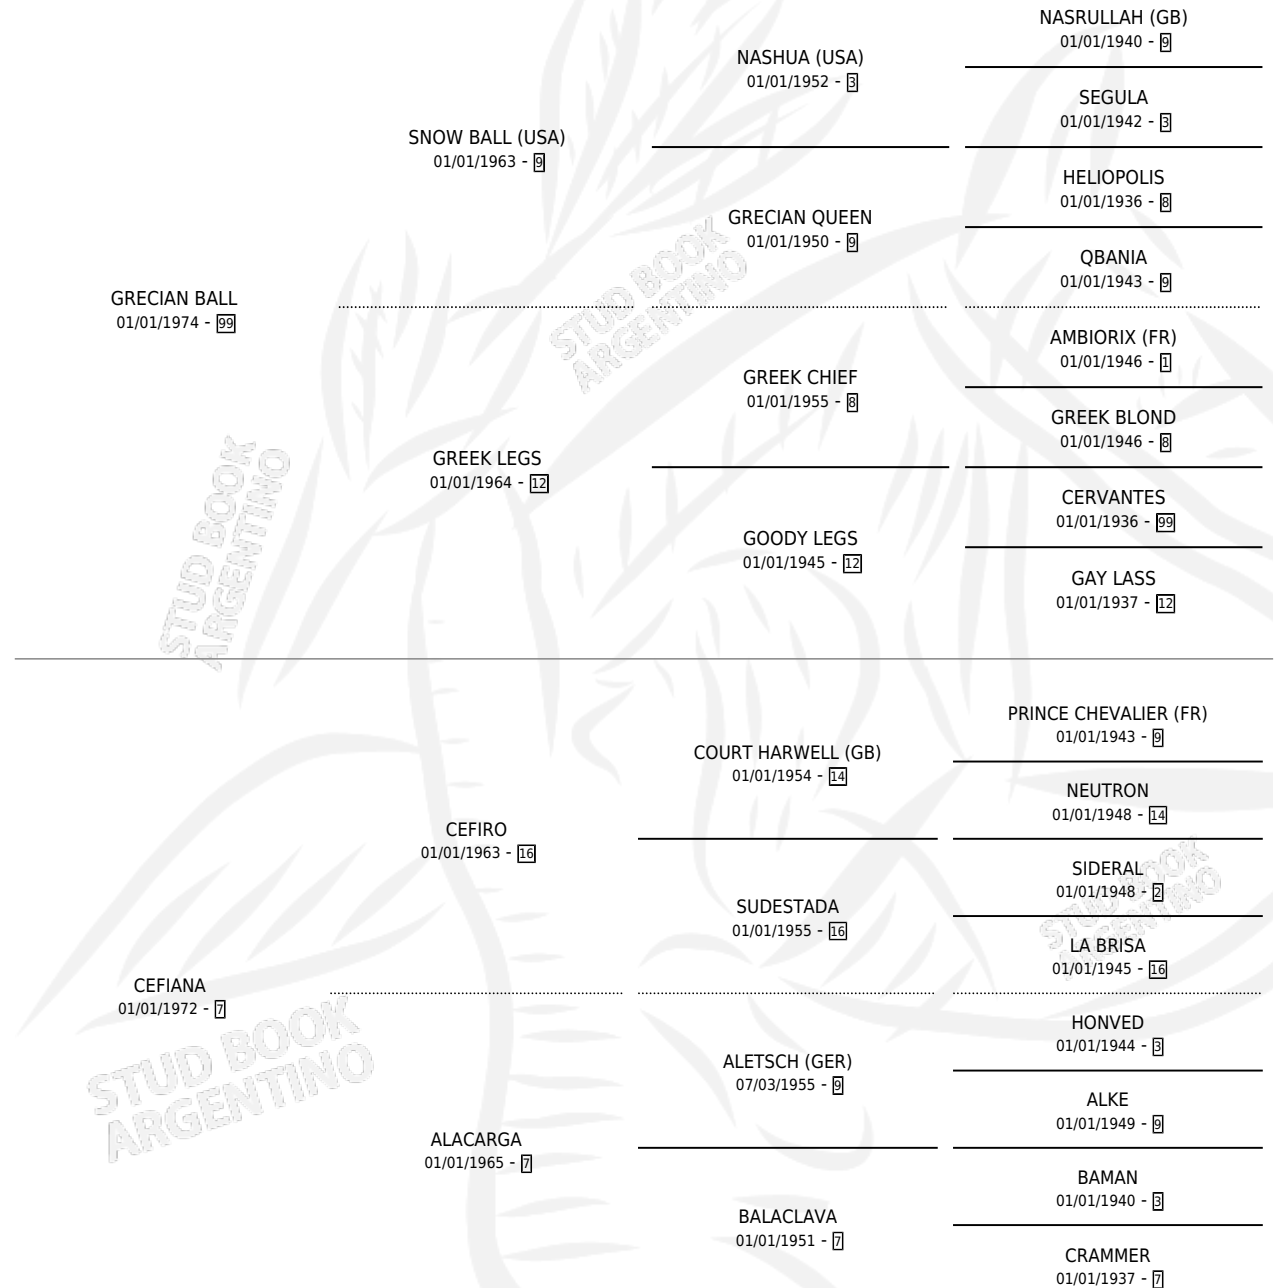 NASRULLAH (GB)
01/01/1940 - 9
NASHUA (USA)
01/01/1952 - 3
SEGULA
01/01/1942 - 3
SNOW BALL (USA)
01/01/1963 - 9
HELIOPOLIS
01/01/1936 - 8
GRECIAN QUEEN
01/01/1950 - 9
QBANIA
01/01/1943 - 9
GRECIAN BALL
01/01/1974 - 99
AMBIORIX (FR)
01/01/1946 - 1
GREEK CHIEF
01/01/1955 - 8
GREEK BLOND
01/01/1946 - 8
GREEK LEGS
01/01/1964 - 12
CERVANTES
01/01/1936 - 99
GOODY LEGS
01/01/1945 - 12
GAY LASS
01/01/1937 - 12
PRINCE CHEVALIER (FR)
01/01/1943 - 9
COURT HARWELL (GB)
01/01/1954 - 14
NEUTRON
01/01/1948 - 14
CEFIRO
01/01/1963 - 16
SIDERAL
01/01/1948 - 2
SUDESTADA
01/01/1955 - 16
LA BRISA
01/01/1945 - 16
CEFIANA
01/01/1972 - 7
HONVED
01/01/1944 - 3
ALETSCH (GER)
07/03/1955 - 9
ALKE
01/01/1949 - 9
ALACARGA
01/01/1965 - 7
BAMAN
01/01/1940 - 3
BALACLAVA
01/01/1951 - 7
CRAMMER
01/01/1937 - 7
STUD BOOK
ARGENTINO
STUD BOOK
ARGENTINO
STUD BOOK
ARGENTINO
STUD BOOK
ARGENTINO